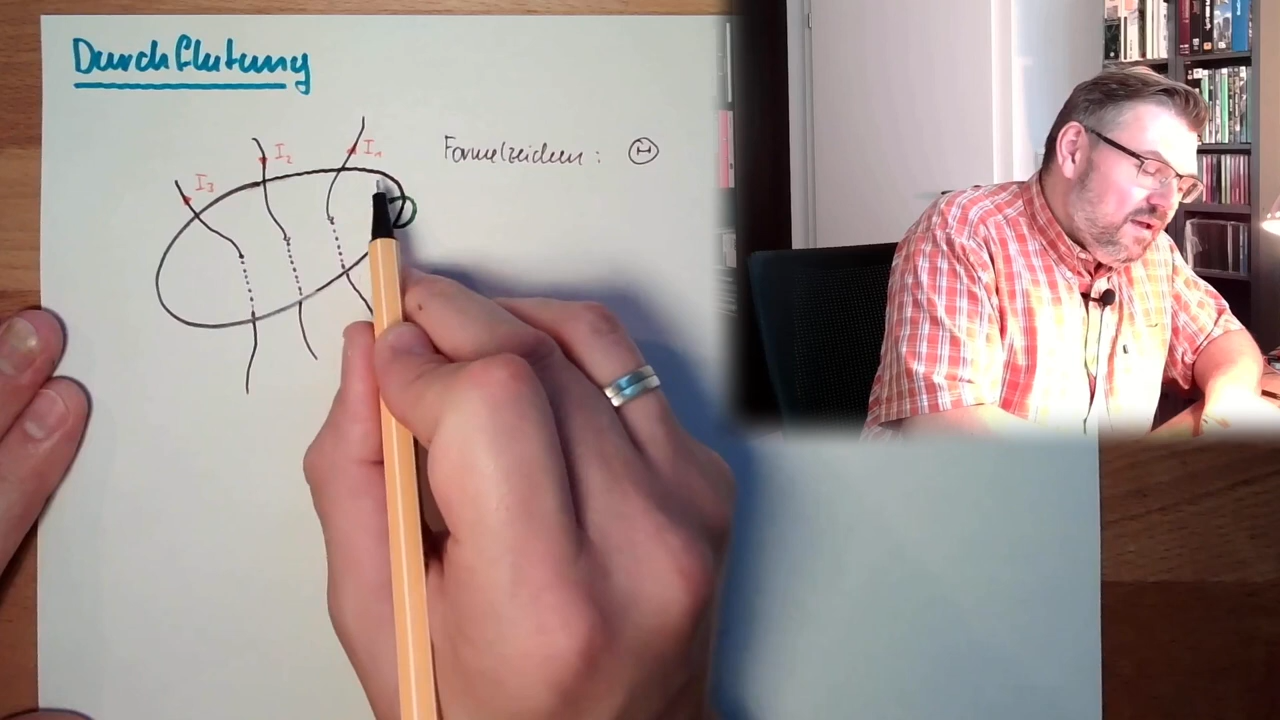 Durchflutung
I₂
I₁
Formelzeichen: Θ
I₃